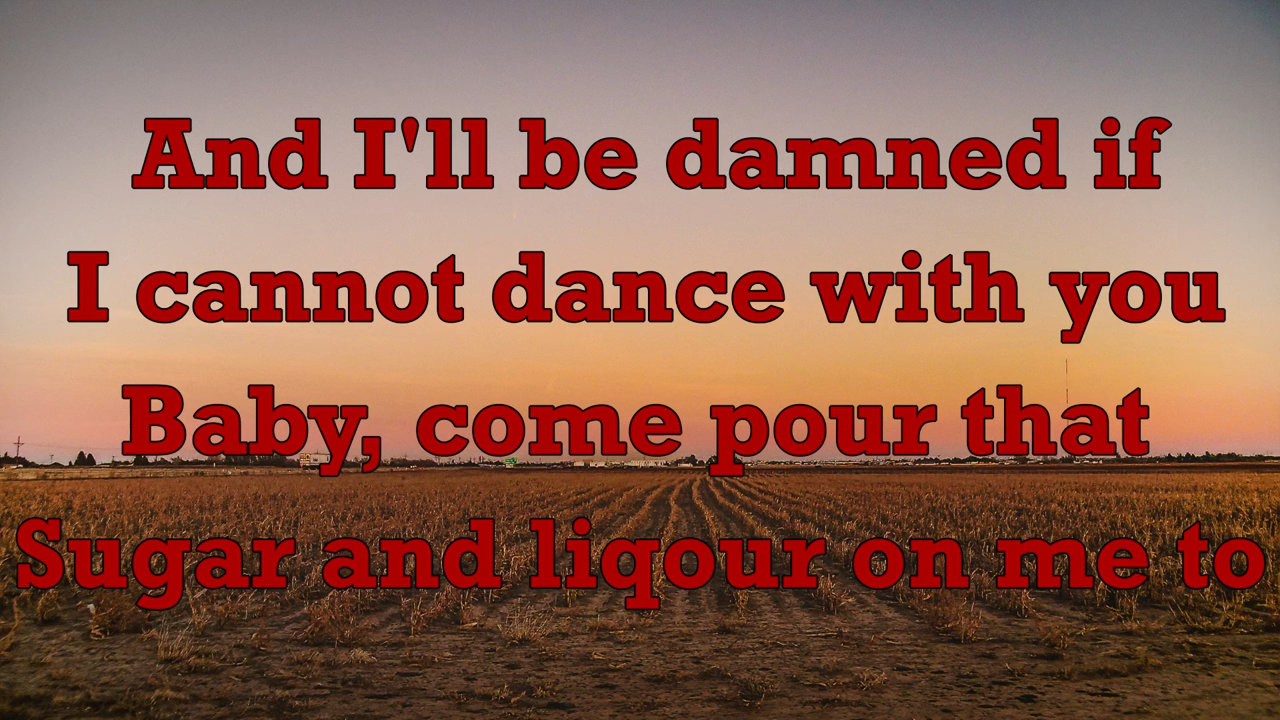 And I'll be damned if
I cannot dance with you
Baby, come pour that
Sugar and liqour on me to